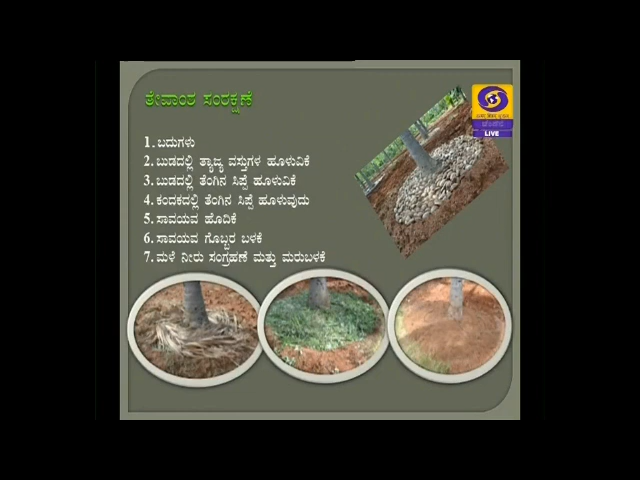 ತೇವಾಂಶ ಸಂರಕ್ಷಣೆ
1. ಬದುಗಳು
2. ಬುಡದಲ್ಲಿ ತ್ಯಾಜ್ಯ ವಸ್ತುಗಳ ಹೂಳುವಿಕೆ
3. ಬುಡದಲ್ಲಿ ತೆಂಗಿನ ಸಿಪ್ಪೆ ಹೂಳುವಿಕೆ
4. ಕಂದಕದಲ್ಲಿ ತೆಂಗಿನ ಸಿಪ್ಪೆ ಹೂಳುವುದು
5. ಸಾವಯವ ಹೊದಿಕೆ
6. ಸಾವಯವ ಗೊಬ್ಬರ ಬಳಕೆ
7. ಮಳೆ ನೀರು ಸಂಗ್ರಹಣೆ ಮತ್ತು ಮರುಬಳಕೆ
LIVE